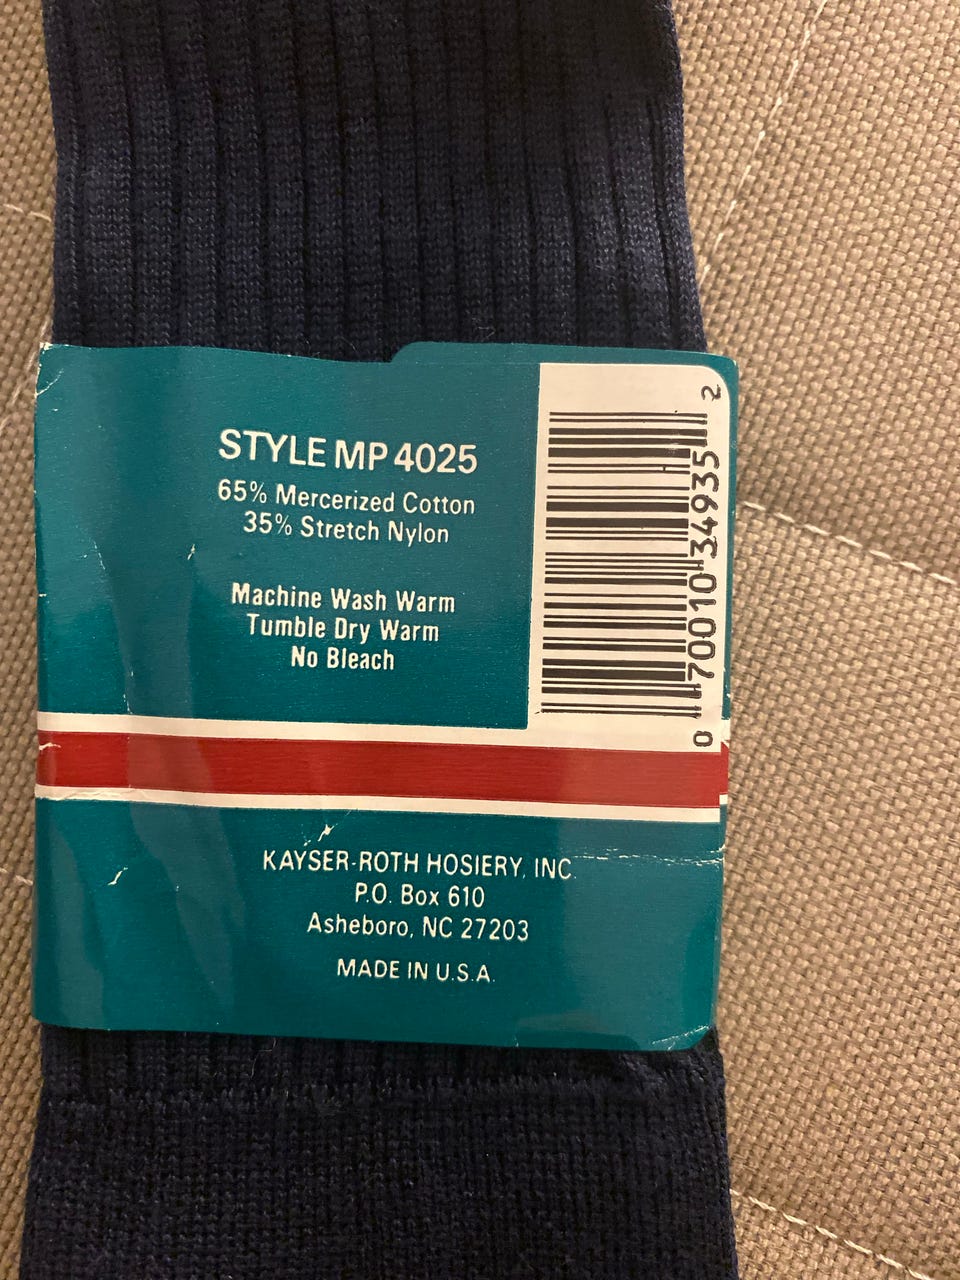 STYLE MP 4025
65% Mercerized Cotton
35% Stretch Nylon
Machine Wash Warm
Tumble Dry Warm
No Bleach
0 70010 34935 2
KAYSER-ROTH HOSIERY, INC.
P.O. Box 610
Asheboro, NC 27203
MADE IN U.S.A.